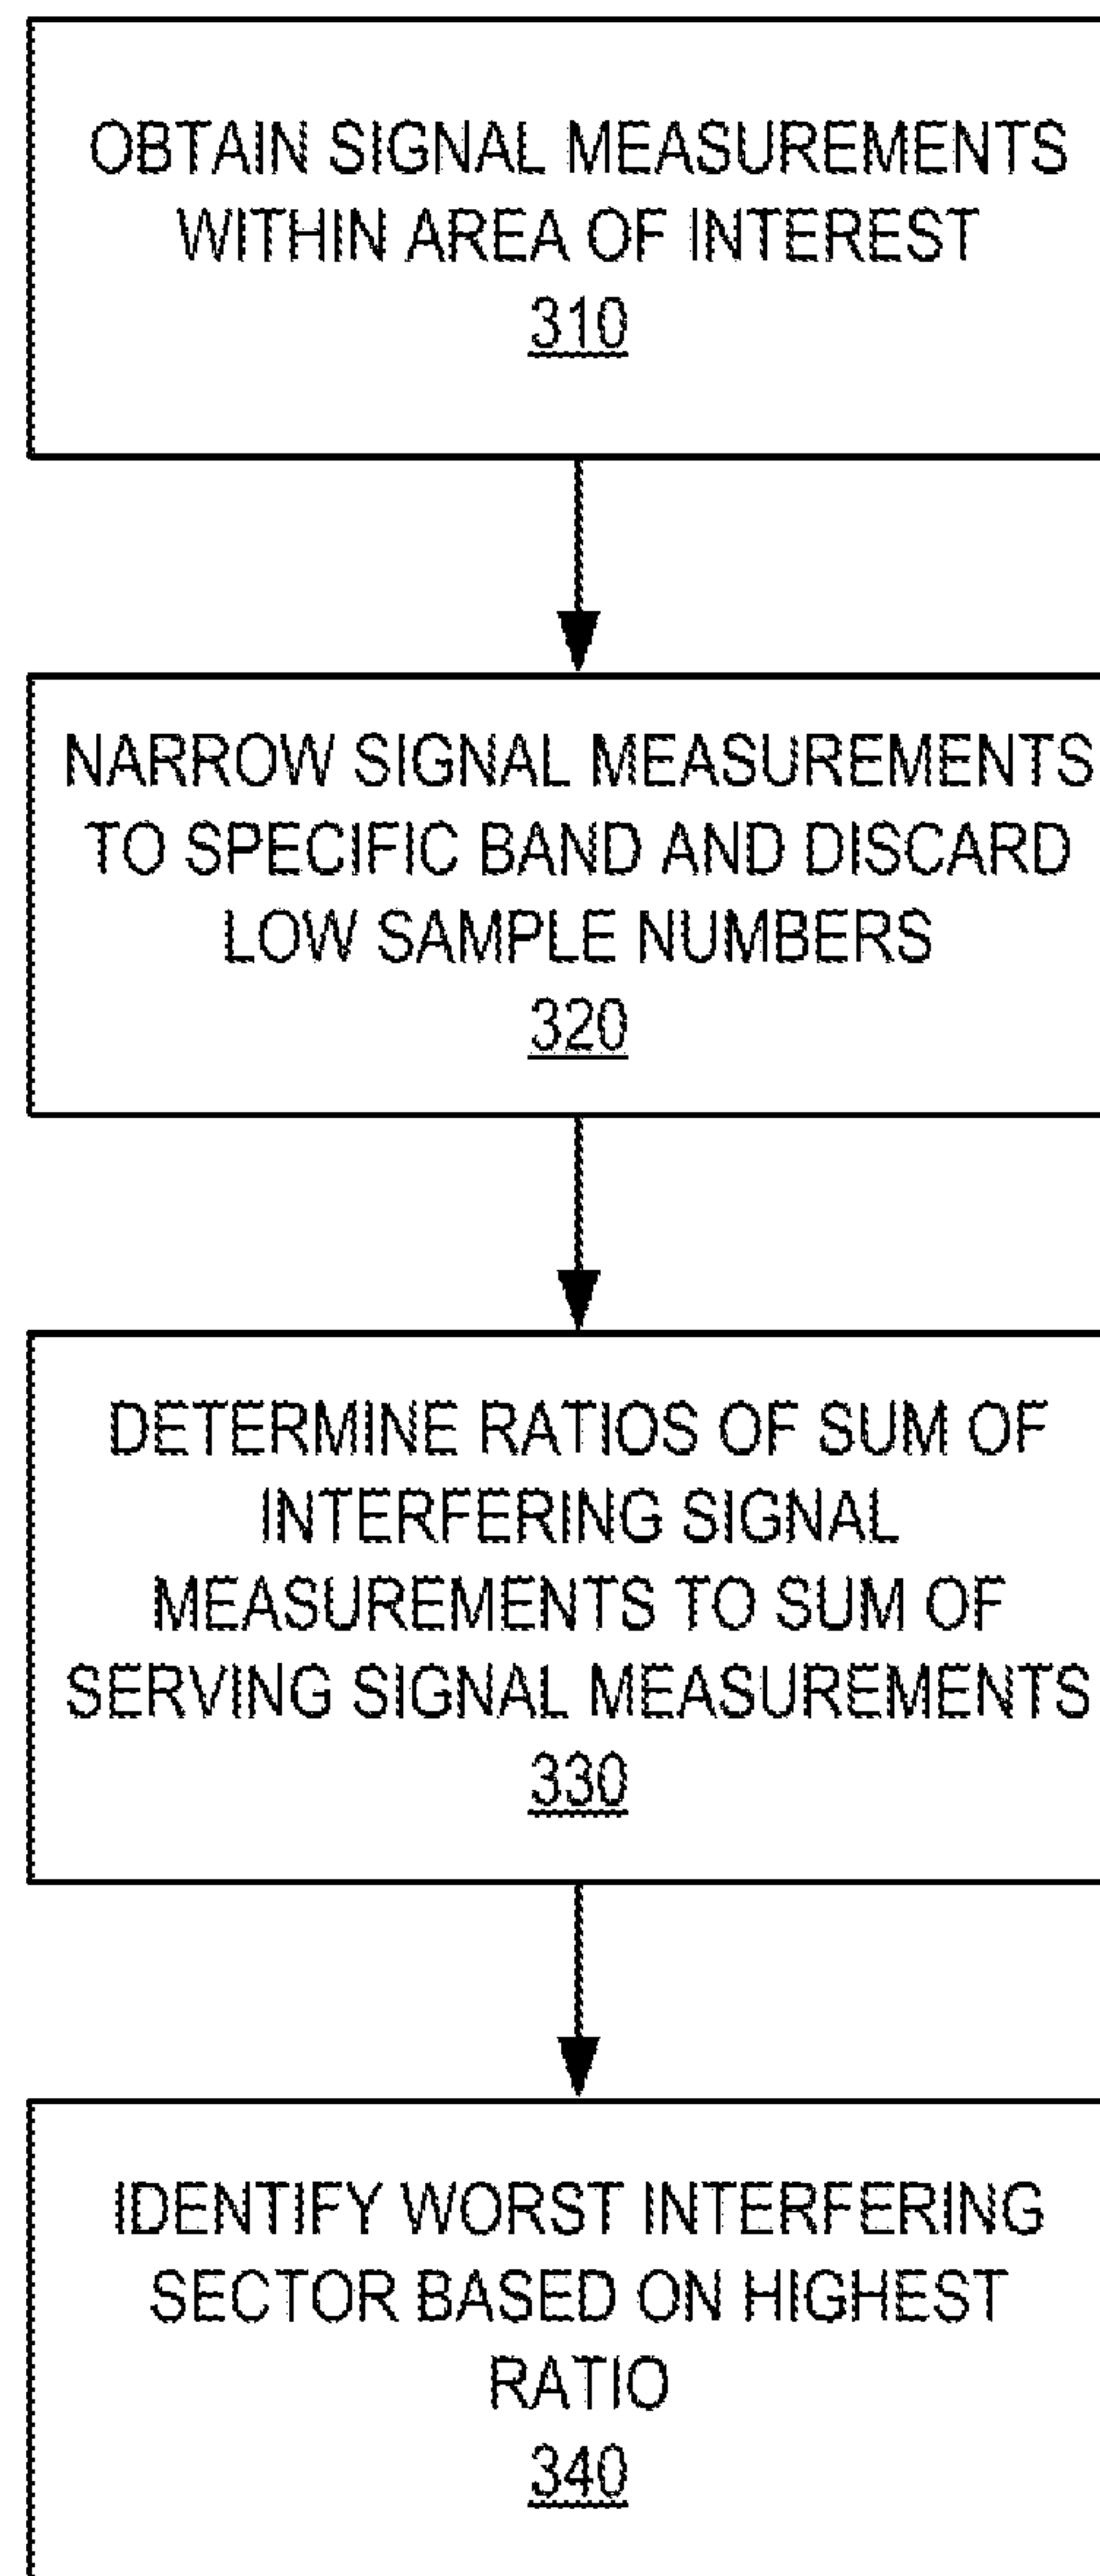 OBTAIN SIGNAL MEASUREMENTS
WITHIN AREA OF INTEREST
310
NARROW SIGNAL MEASUREMENTS
TO SPECIFIC BAND AND DISCARD
LOW SAMPLE NUMBERS
320
DETERMINE RATIOS OF SUM OF
INTERFERING SIGNAL
MEASUREMENTS TO SUM OF
SERVING SIGNAL MEASUREMENTS
330
IDENTIFY WORST INTERFERING
SECTOR BASED ON HIGHEST
RATIO
340